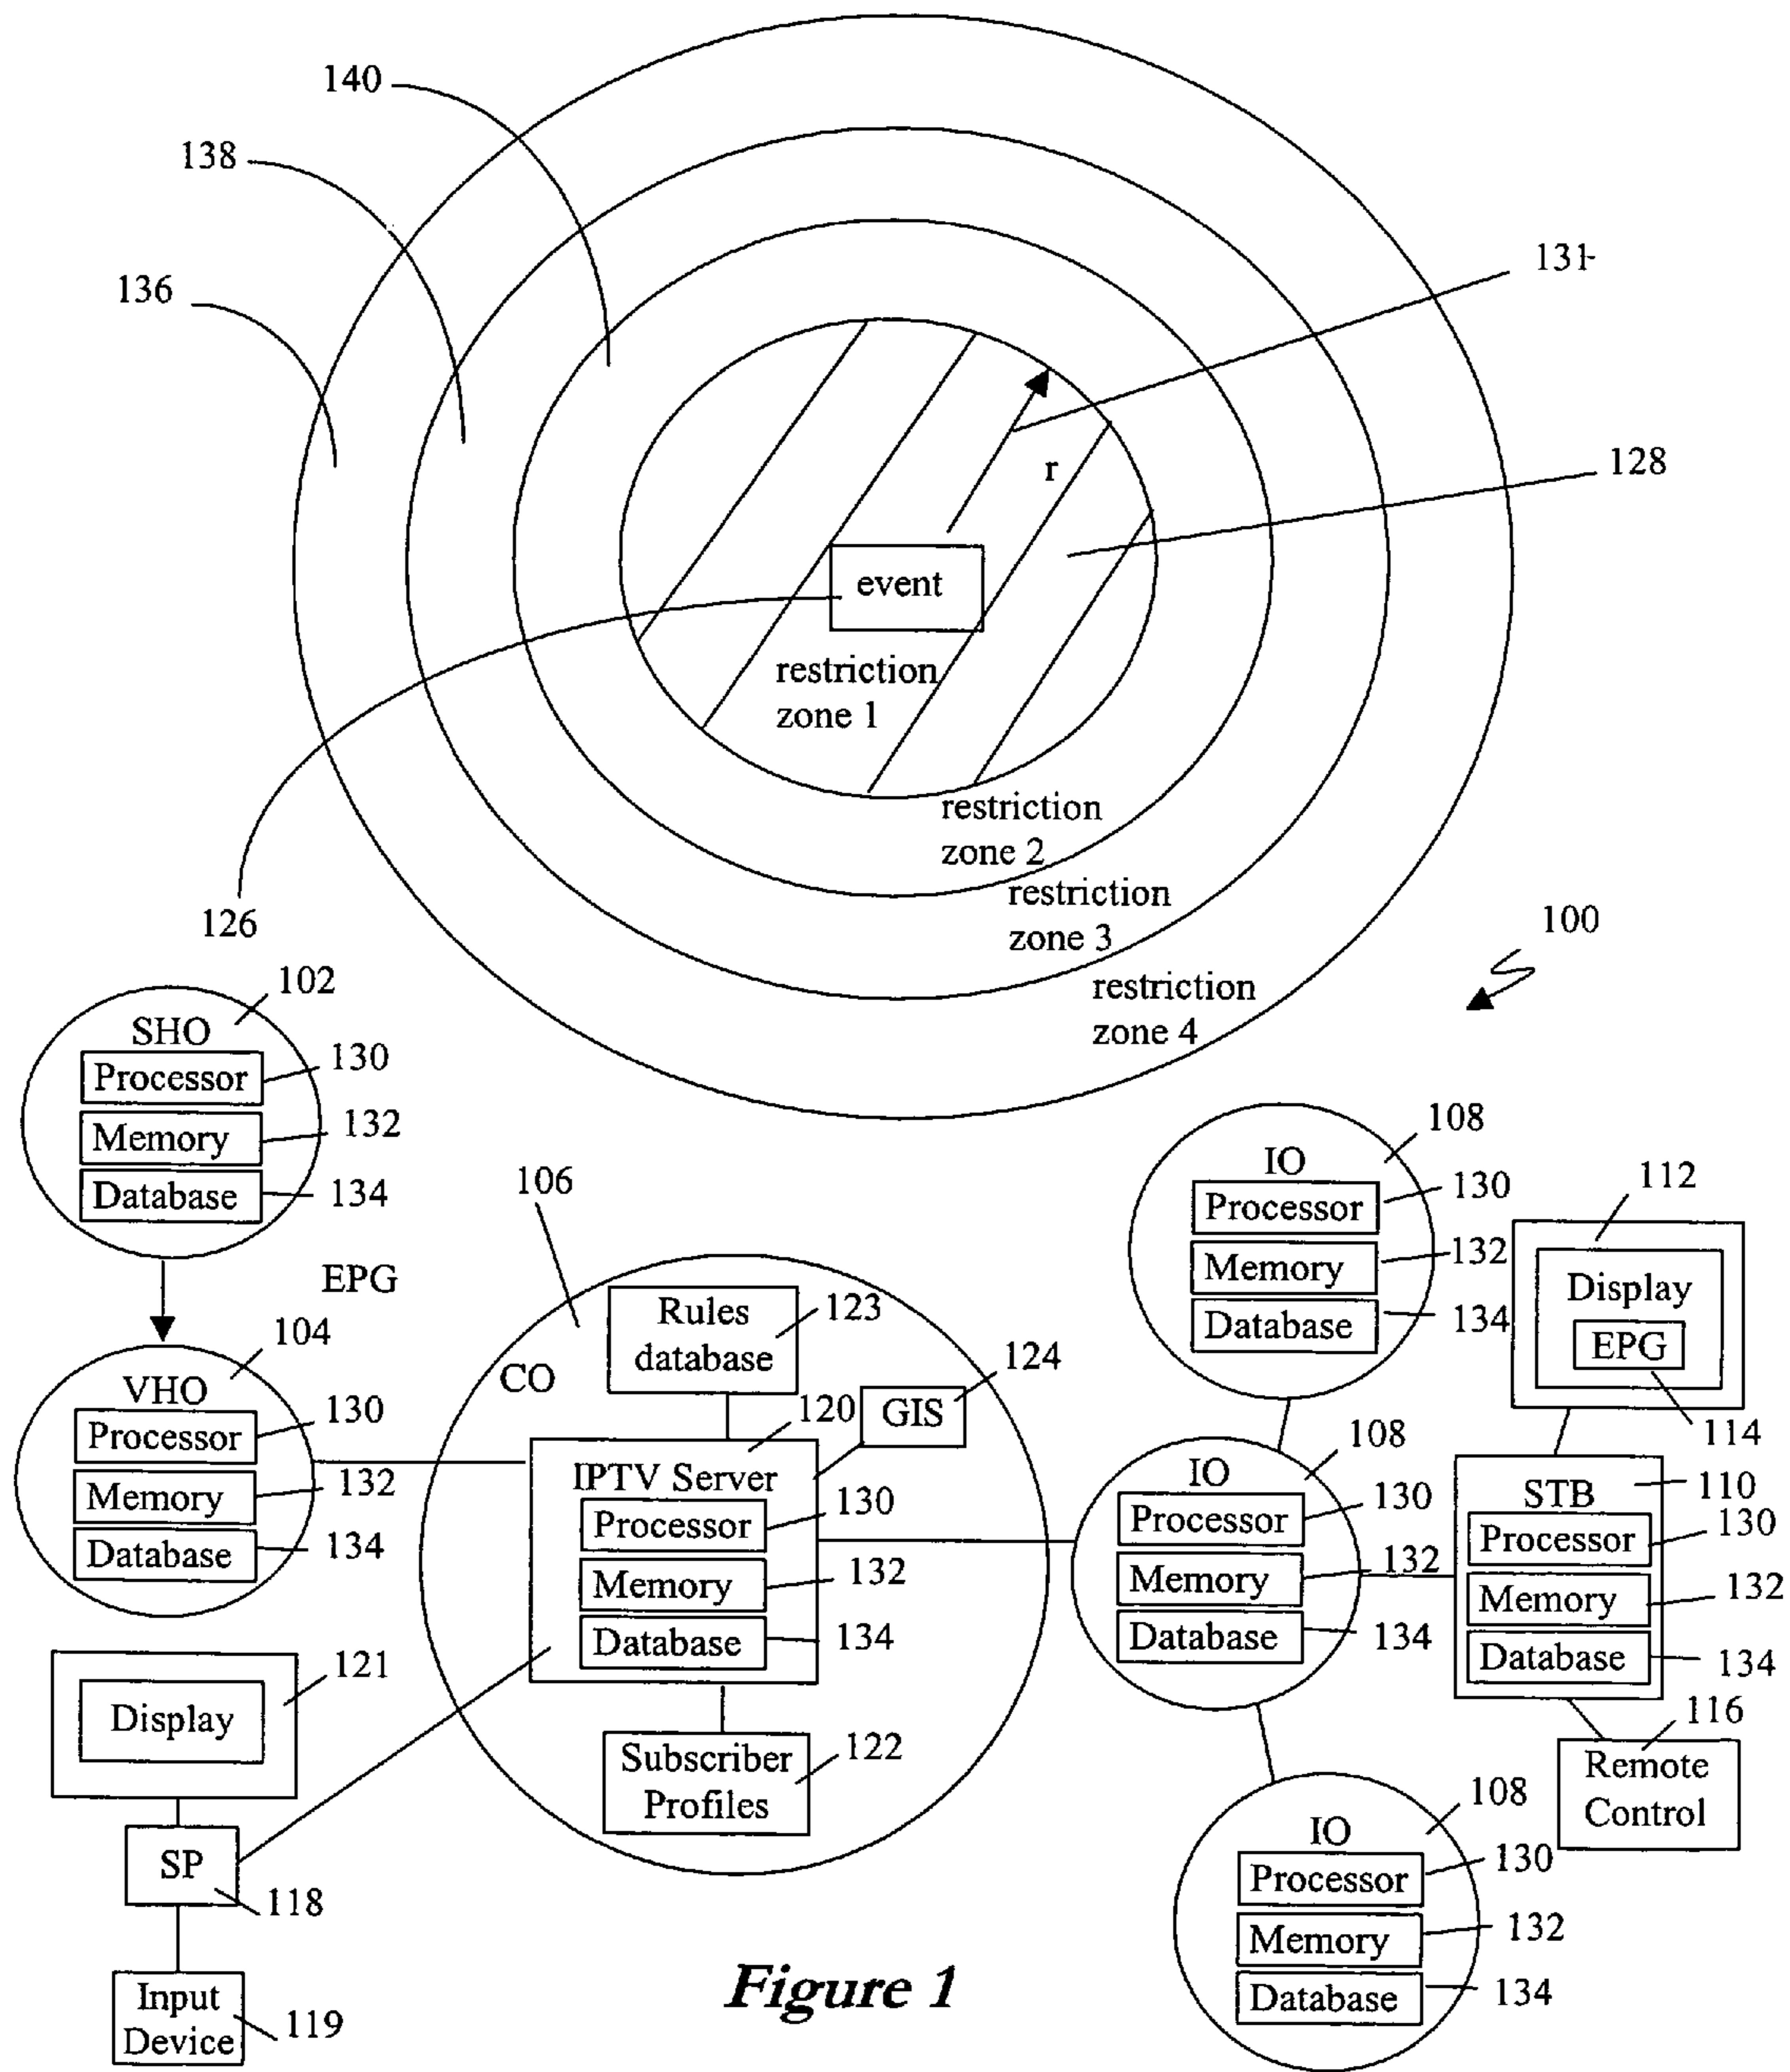 140
138
136
131
128
r
event
restriction
zone 1
126
restriction
zone 2
restriction
zone 3
restriction
zone 4
100
102
SHO
Processor
130
Memory
132
Database
134
EPG
104
VHO
Processor
130
Memory
132
Database
134
106
CO
Rules
database
123
GIS
124
120
IPTV Server
Processor
130
Memory
132
Database
134
Subscriber
Profiles
122
121
Display
SP
118
Input
Device
119
108
IO
Processor
130
Memory
132
Database
134
108
IO
Processor
130
Memory
132
Database
134
108
IO
Processor
130
Memory
132
Database
134
112
Display
EPG
114
110
STB
Processor
130
Memory
132
Database
134
116
Remote
Control
Figure 1